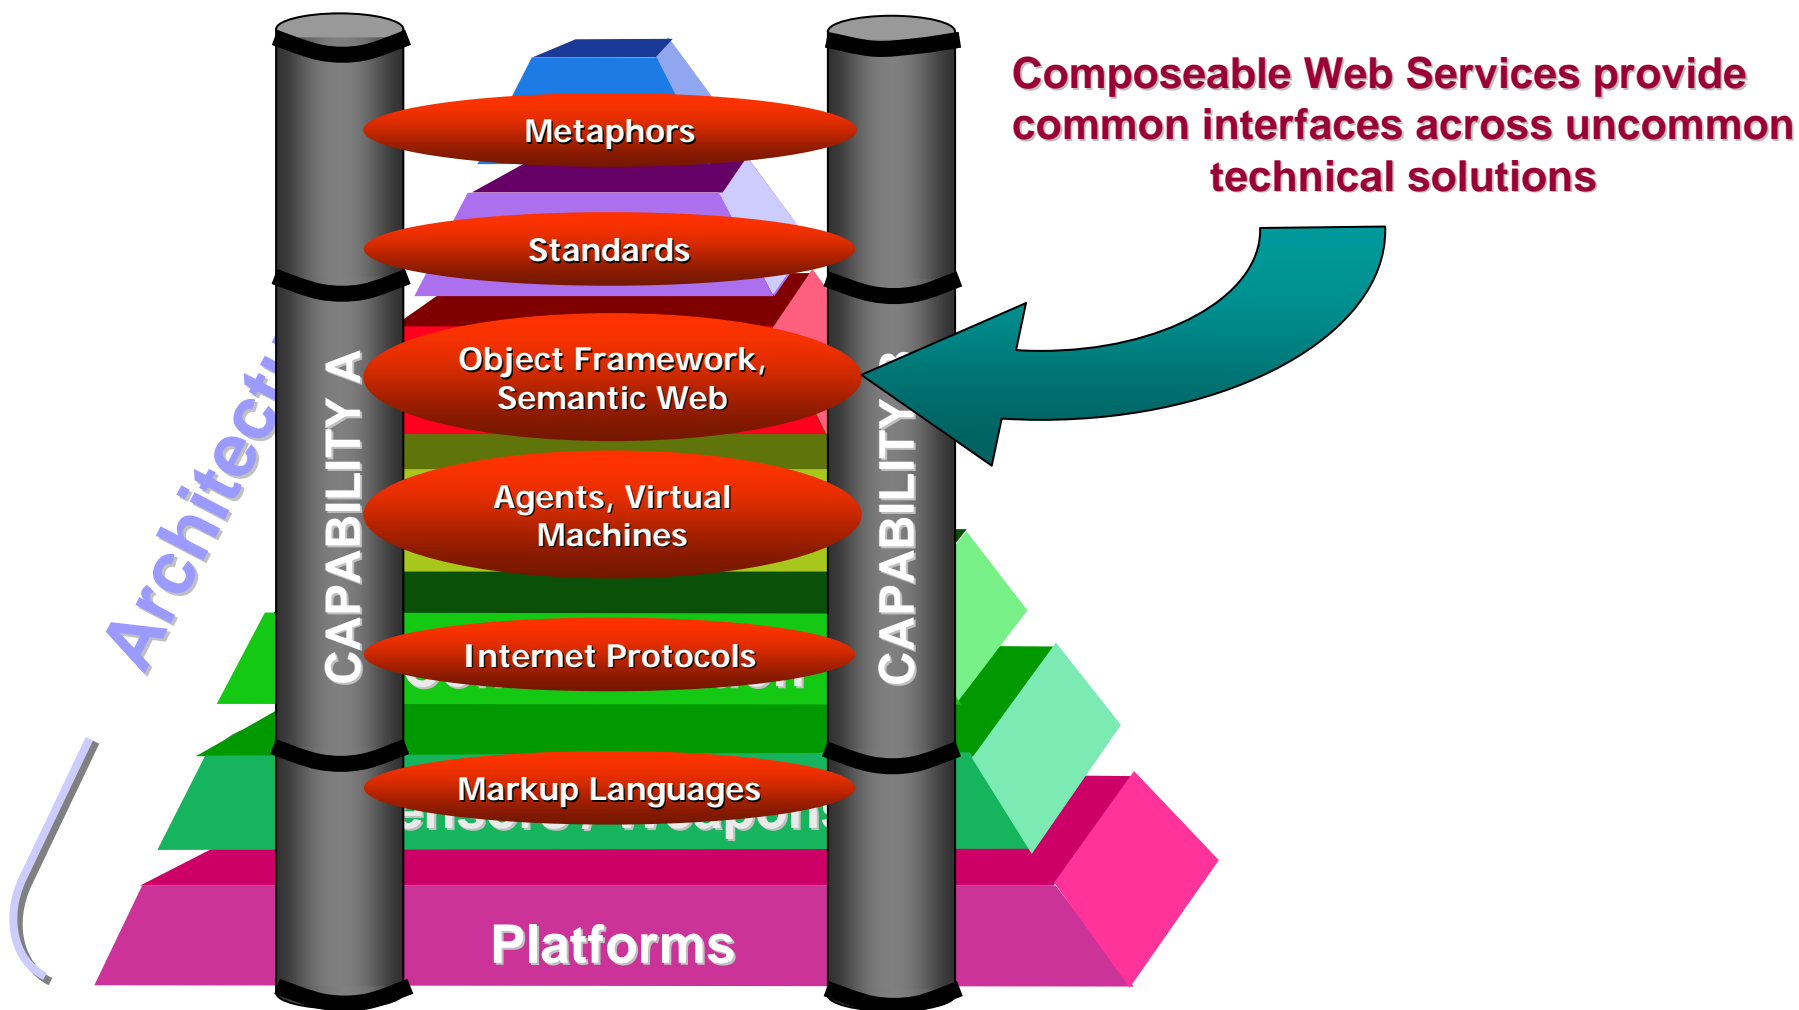 Composeable Web Services provide
common interfaces across uncommon
technical solutions
Metaphors
Standards
Object Framework,
Semantic Web
Agents, Virtual
Machines
Internet Protocols
Markup Languages
Platforms
CAPABILITY A
CAPABILITY